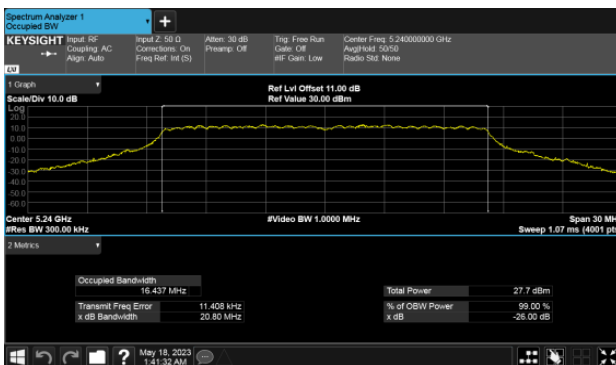 Spectrum Analyzer 1
Occupied BW
KEYSIGHT
Input: RF
Coupling: AC
Align: Auto
Input Z: 50 Ω
Corrections: On
Freq Ref: Int (S)
Atten: 30 dB
Preamp: Off
Trig: Free Run
Gate: Off
#IF Gain: Low
Center Freq: 5.240000000 GHz
Avg|Hold: 50/50
Radio Std: None
LXI
1 Graph
Scale/Div 10.0 dB
Ref Lvl Offset 11.00 dB
Ref Value 30.00 dBm
Log
20.0
10.0
0.00
-10.0
-20.0
-30.0
-40.0
-50.0
-60.0
Center 5.24 GHz
#Res BW 300.00 kHz
#Video BW 1.0000 MHz
Span 30 MH
Sweep 1.07 ms (4001 pts
2 Metrics
Occupied Bandwidth
16.437 MHz
Transmit Freq Error 11.408 kHz
x dB Bandwidth 20.80 MHz
Total Power 27.7 dBm
% of OBW Power 99.00 %
x dB -26.00 dB
May 18, 2023
1:41:32 AM